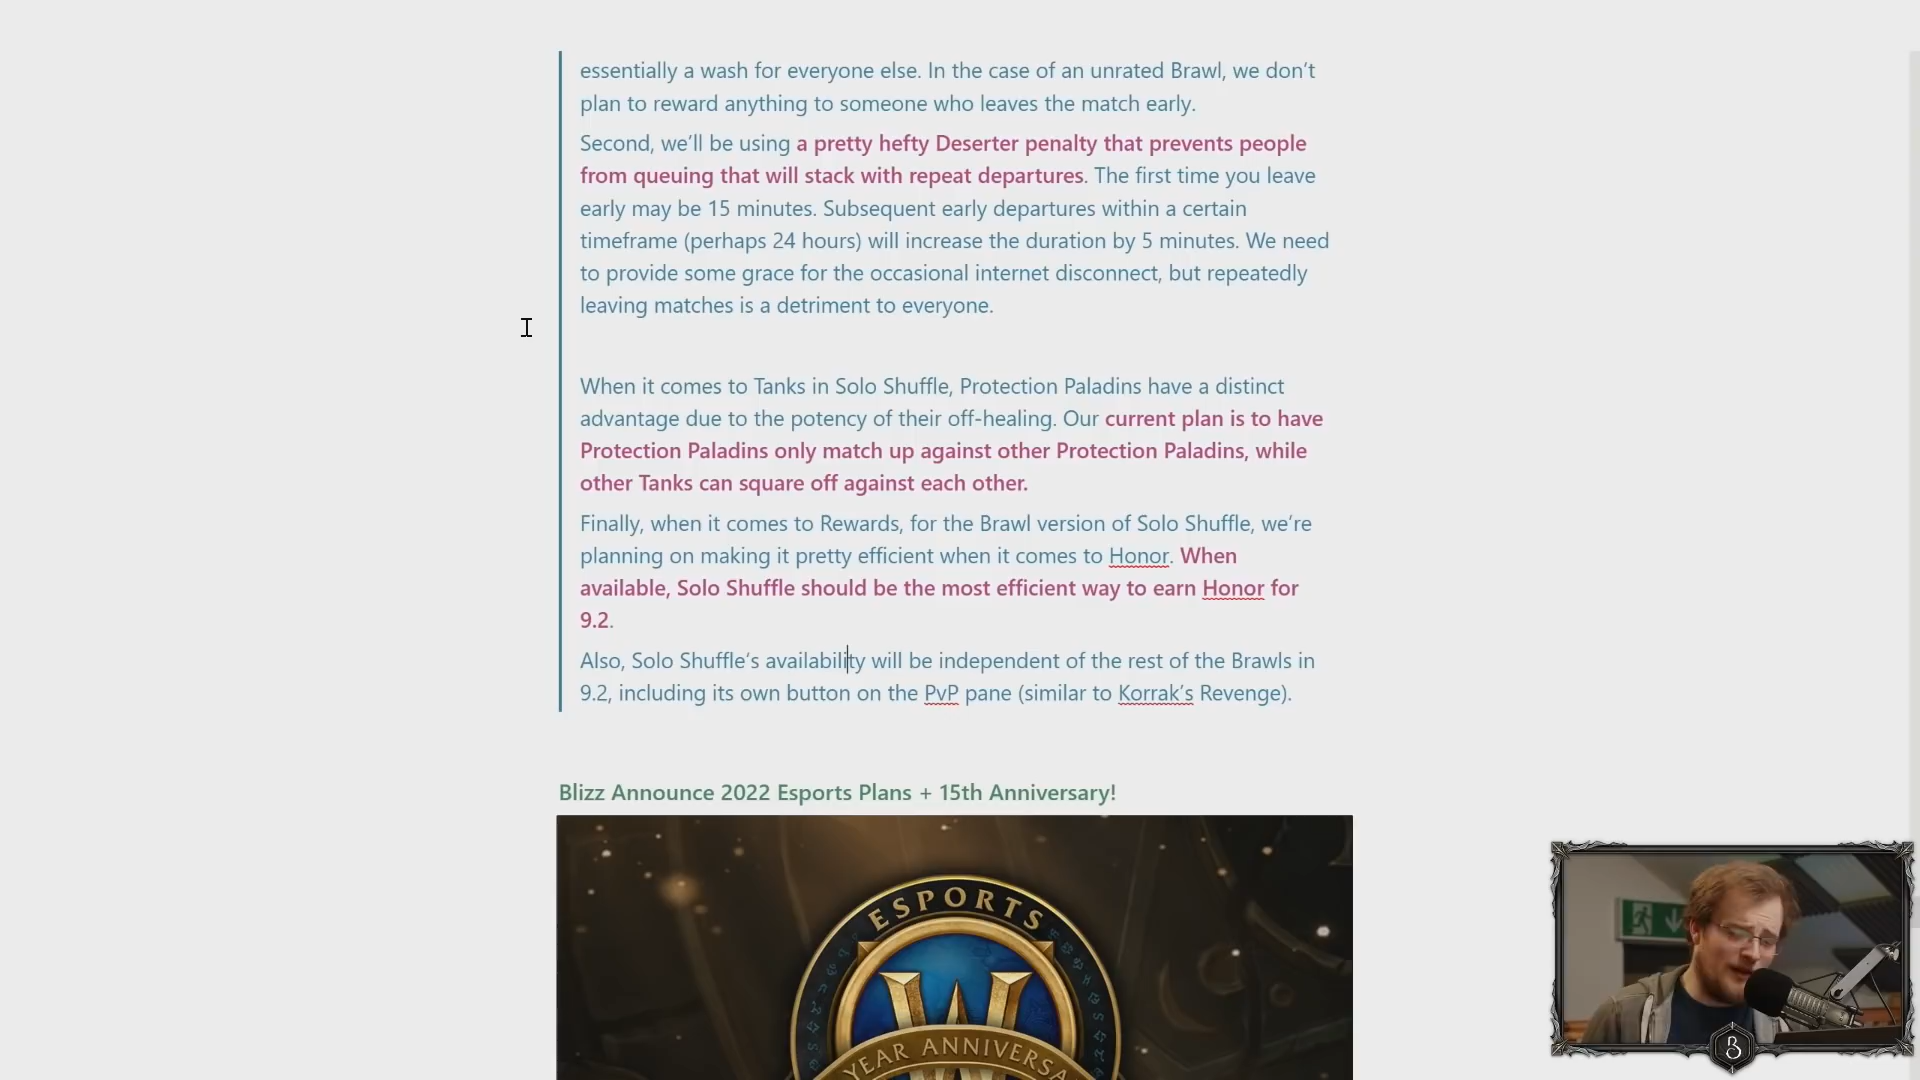 essentially a wash for everyone else. In the case of an unrated Brawl, we don’t
plan to reward anything to someone who leaves the match early.
Second, we’ll be using a pretty hefty Deserter penalty that prevents people
from queuing that will stack with repeat departures. The first time you leave
early may be 15 minutes. Subsequent early departures within a certain
timeframe (perhaps 24 hours) will increase the duration by 5 minutes. We need
to provide some grace for the occasional internet disconnect, but repeatedly
leaving matches is a detriment to everyone.
When it comes to Tanks in Solo Shuffle, Protection Paladins have a distinct
advantage due to the potency of their off-healing. Our current plan is to have
Protection Paladins only match up against other Protection Paladins, while
other Tanks can square off against each other.
Finally, when it comes to Rewards, for the Brawl version of Solo Shuffle, we’re
planning on making it pretty efficient when it comes to Honor. When
available, Solo Shuffle should be the most efficient way to earn Honor for
9.2.
Also, Solo Shuffle’s availability will be independent of the rest of the Brawls in
9.2, including its own button on the PvP pane (similar to Korrak’s Revenge).
Blizz Announce 2022 Esports Plans + 15th Anniversary!
ESPORTS
W
YEAR ANNIVERSA
B